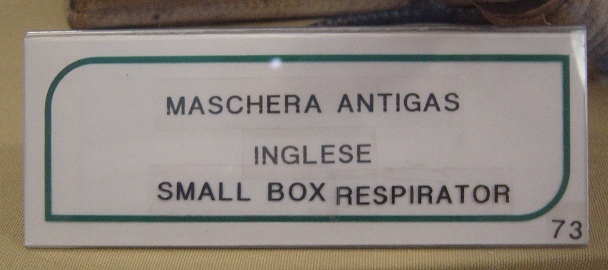 MASCHERA ANTIGAS
INGLESE
SMALL BOX RESPIRATOR
73